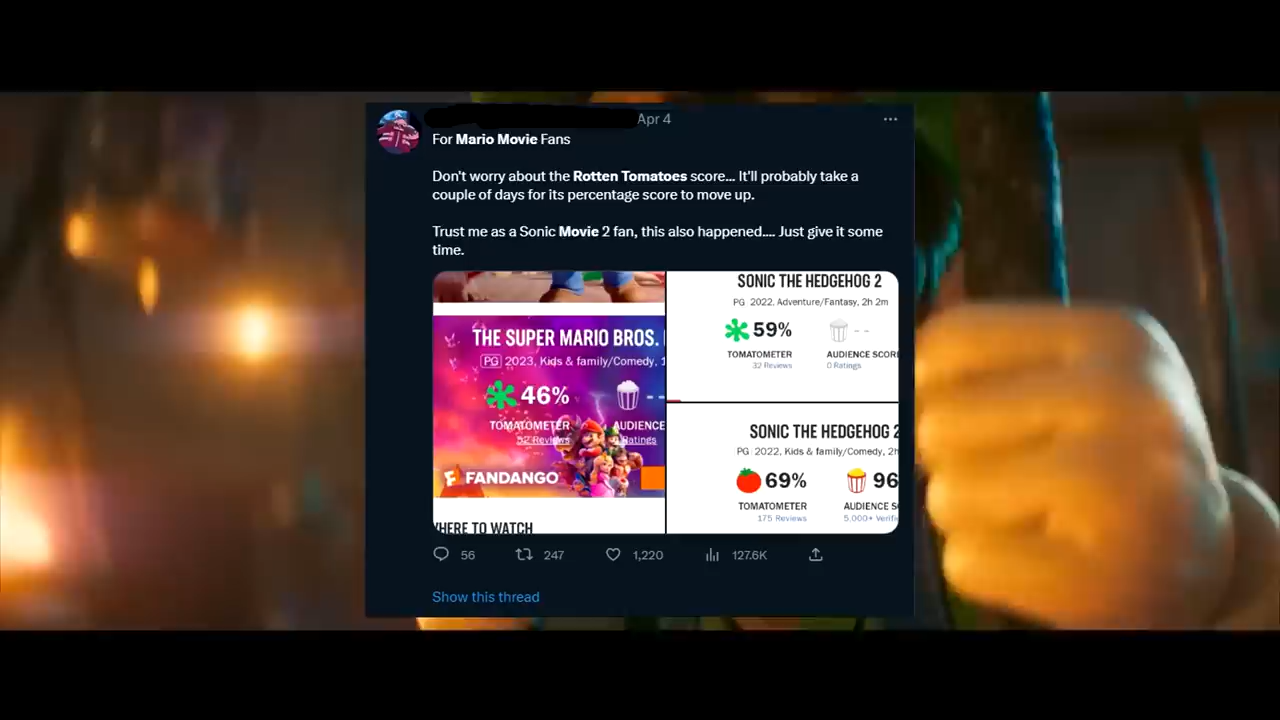 Apr 4
For Mario Movie Fans
Don't worry about the Rotten Tomatoes score... It'll probably take a
couple of days for its percentage score to move up.
Trust me as a Sonic Movie 2 fan, this also happened.... Just give it some
time.
THE SUPER MARIO BROS.
PG 2023, Kids & family/Comedy, 1
46% --
TOMATOMETER AUDIENCE
52 Reviews Ratings
FANDANGO
WHERE TO WATCH
SONIC THE HEDGEHOG 2
PG 2022, Adventure/Fantasy, 2h 2m
59% --
TOMATOMETER AUDIENCE SCORE
32 Reviews 0 Ratings
SONIC THE HEDGEHOG 2
PG 2022, Kids & family/Comedy, 2h
69% 96
TOMATOMETER AUDIENCE S
175 Reviews 5,000+ Verifi
56 247 1,220 127.6K
Show this thread